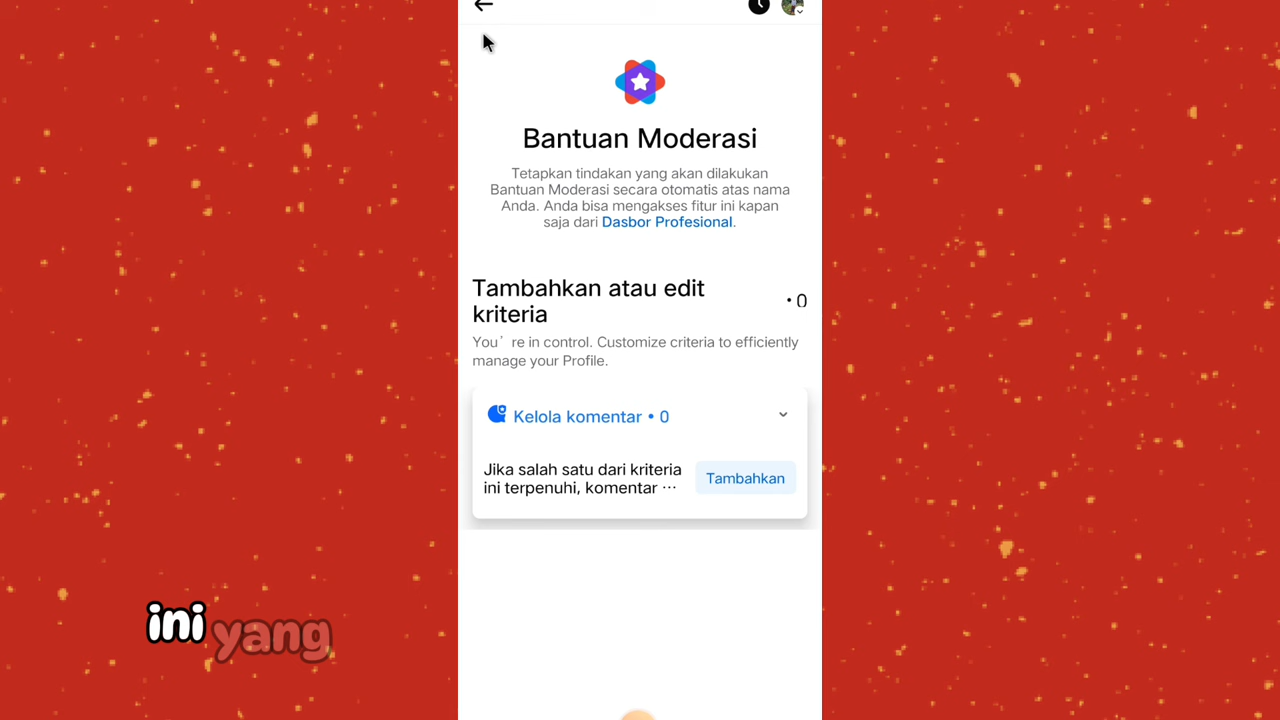 Bantuan Moderasi
Tetapkan tindakan yang akan dilakukan
Bantuan Moderasi secara otomatis atas nama
Anda. Anda bisa mengakses fitur ini kapan
saja dari Dasbor Profesional.
Tambahkan atau edit
kriteria
• 0
You’ re in control. Customize criteria to efficiently
manage your Profile.
Kelola komentar • 0
Jika salah satu dari kriteria
ini terpenuhi, komentar ⋯
Tambahkan
ini yang